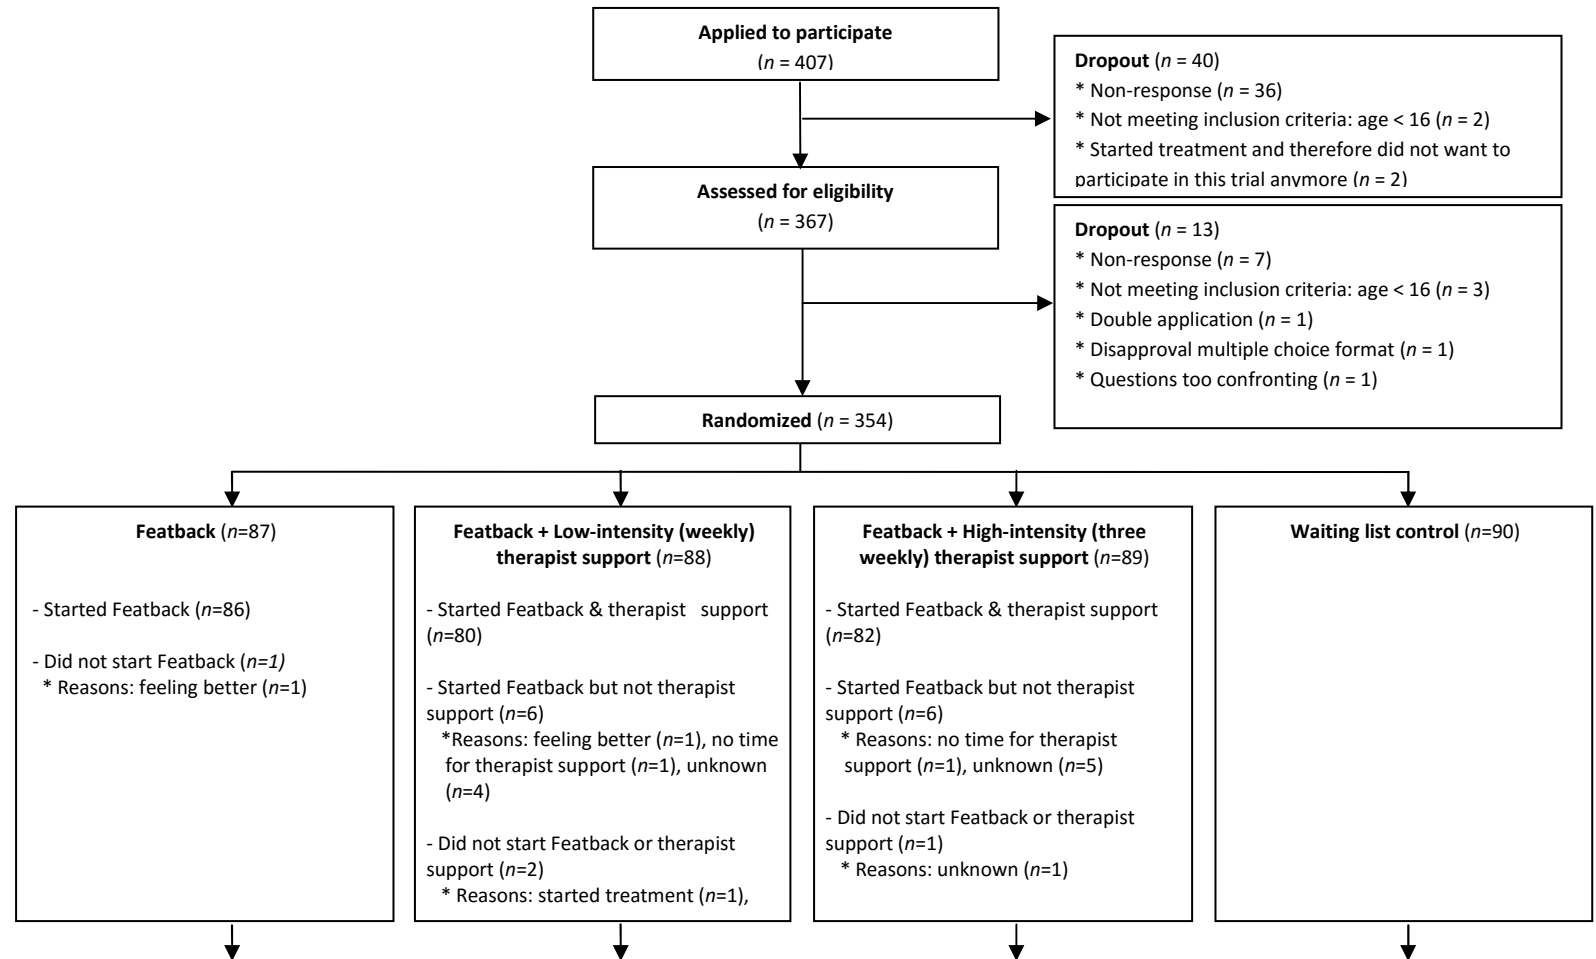 Applied to participate
(n = 407)
Dropout (n = 40)
* Non-response (n = 36)
* Not meeting inclusion criteria: age < 16 (n = 2)
* Started treatment and therefore did not want to
participate in this trial anymore (n = 2)
Assessed for eligibility
(n = 367)
Dropout (n = 13)
* Non-response (n = 7)
* Not meeting inclusion criteria: age < 16 (n = 3)
* Double application (n = 1)
* Disapproval multiple choice format (n = 1)
* Questions too confronting (n = 1)
Randomized (n = 354)
Featback (n=87)
- Started Featback (n=86)
- Did not start Featback (n=1)
* Reasons: feeling better (n=1)
Featback + Low-intensity (weekly)
therapist support (n=88)
- Started Featback & therapist support
(n=80)
- Started Featback but not therapist
support (n=6)
*Reasons: feeling better (n=1), no time
for therapist support (n=1), unknown
(n=4)
- Did not start Featback or therapist
support (n=2)
* Reasons: started treatment (n=1),
Featback + High-intensity (three
weekly) therapist support (n=89)
- Started Featback & therapist support
(n=82)
- Started Featback but not therapist
support (n=6)
* Reasons: no time for therapist
support (n=1), unknown (n=5)
- Did not start Featback or therapist
support (n=1)
* Reasons: unknown (n=1)
Waiting list control (n=90)